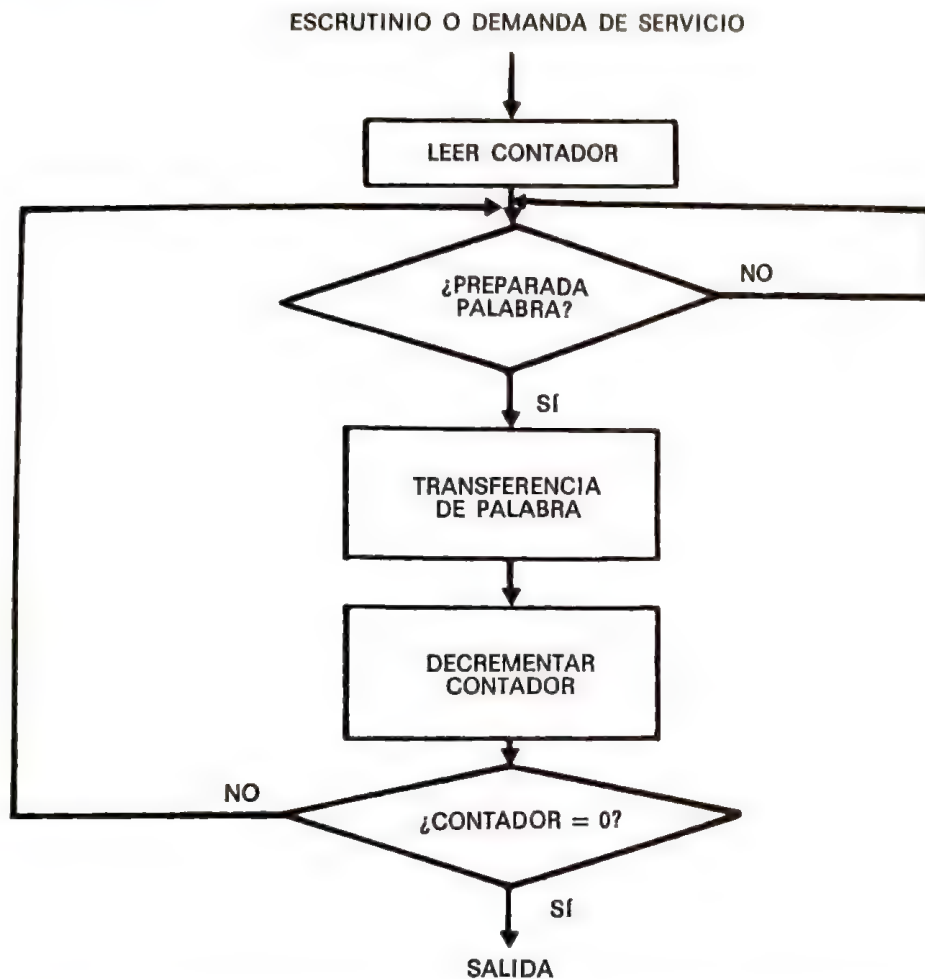 ESCRUTINIO O DEMANDA DE SERVICIO
LEER CONTADOR
¿PREPARADA
PALABRA?
NO
SÍ
TRANSFERENCIA
DE PALABRA
DECREMENTAR
CONTADOR
NO
¿CONTADOR = 0?
SÍ
SALIDA